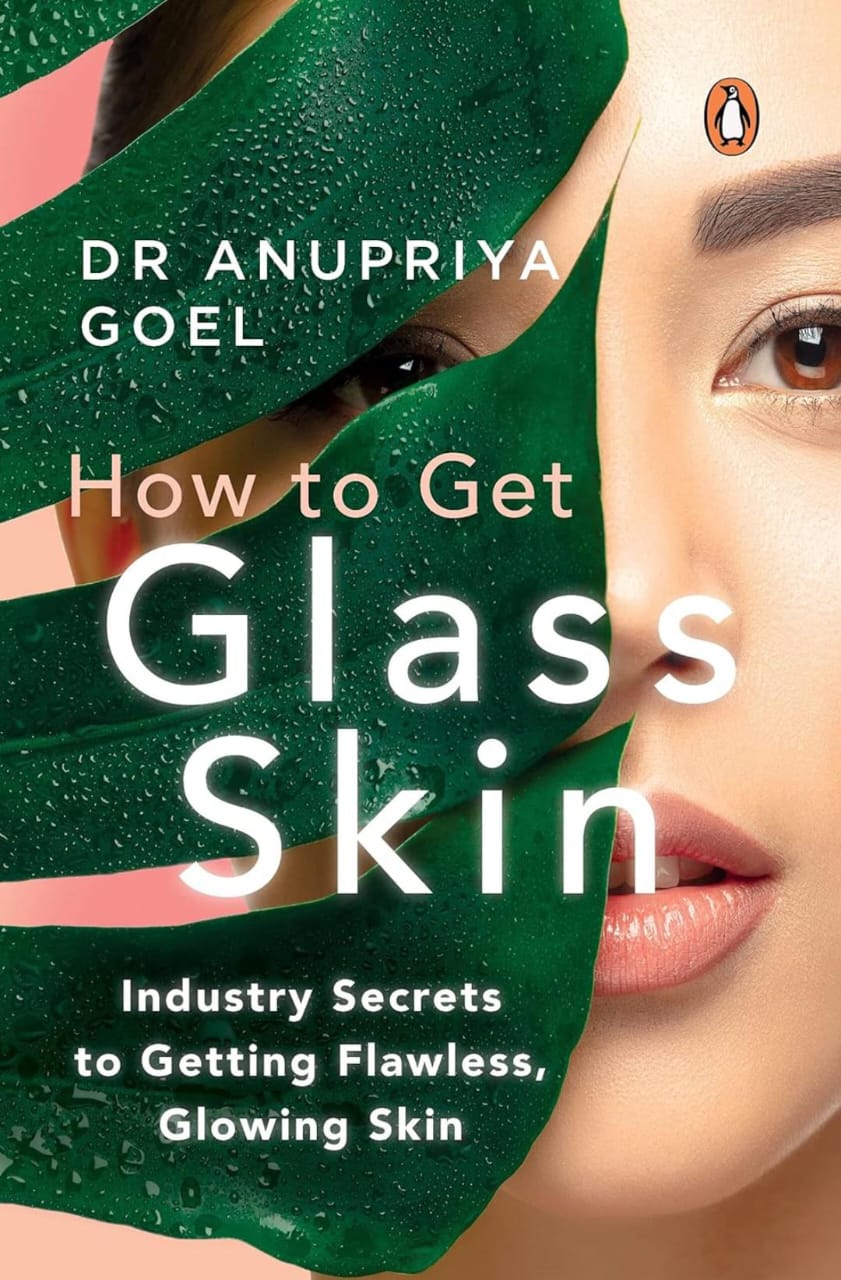 DR ANUPRIYA
GOEL
How to Get
Glass
Skin
Industry Secrets
to Getting Flawless,
Glowing Skin